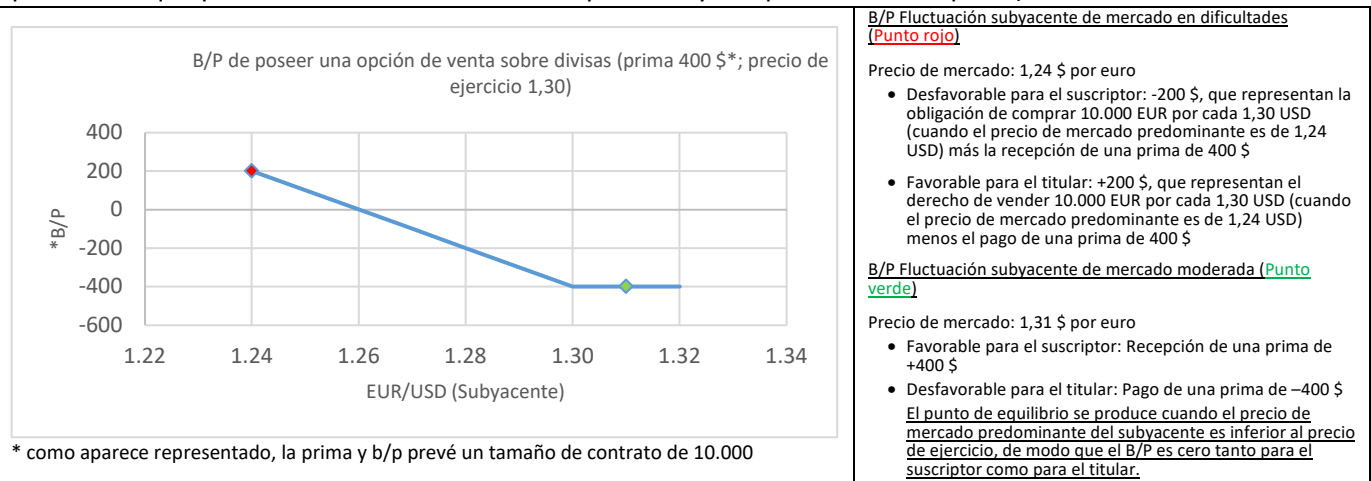 B/P de poseer una opción de venta sobre divisas (prima 400 $*; precio de
ejercicio 1,30)
*B/P
400
200
0
-200
-400
-600
1.22 1.24 1.26 1.28 1.30 1.32 1.34
EUR/USD (Subyacente)
* como aparece representado, la prima y b/p prevé un tamaño de contrato de 10.000
B/P Fluctuación subyacente de mercado en dificultades
(Punto rojo)
Precio de mercado: 1,24 $ por euro
• Desfavorable para el suscriptor: -200 $, que representan la
obligación de comprar 10.000 EUR por cada 1,30 USD
(cuando el precio de mercado predominante es de 1,24
USD) más la recepción de una prima de 400 $
• Favorable para el titular: +200 $, que representan el
derecho de vender 10.000 EUR por cada 1,30 USD (cuando
el precio de mercado predominante es de 1,24 USD)
menos el pago de una prima de 400 $
B/P Fluctuación subyacente de mercado moderada (Punto
verde)
Precio de mercado: 1,31 $ por euro
• Favorable para el suscriptor: Recepción de una prima de
+400 $
• Desfavorable para el titular: Pago de una prima de –400 $
El punto de equilibrio se produce cuando el precio de
mercado predominante del subyacente es inferior al precio
de ejercicio, de modo que el B/P es cero tanto para el
suscriptor como para el titular.